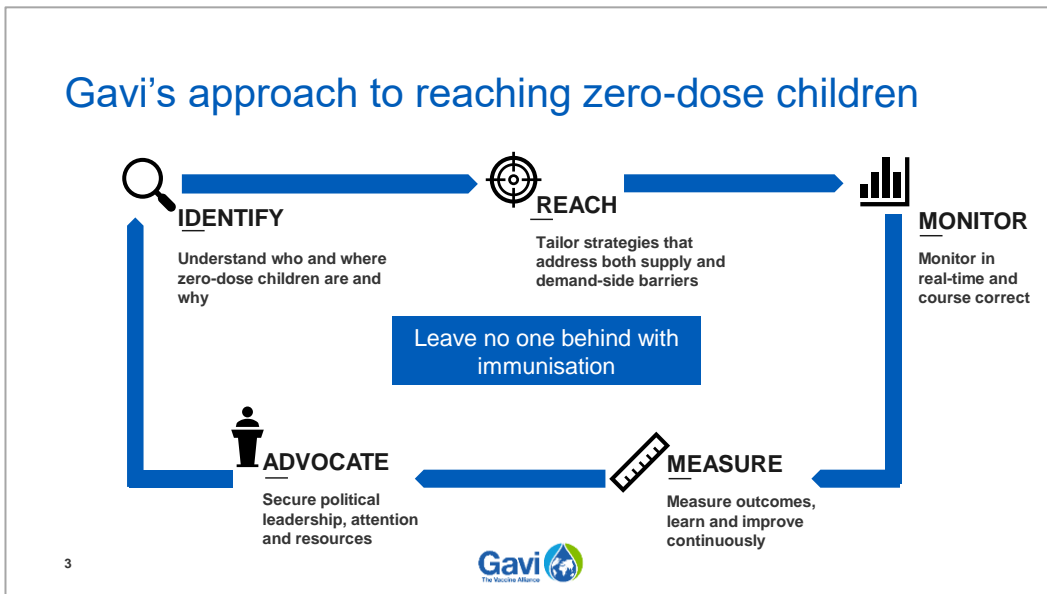 Gavi's approach to reaching zero-dose children
IDENTIFY
Understand who and where
zero-dose children are and
why
REACH
Tailor strategies that
address both supply and
demand-side barriers
MONITOR
Monitor in
real-time and
course correct
Leave no one behind with
immunisation
ADVOCATE
Secure political
leadership, attention
and resources
MEASURE
Measure outcomes,
learn and improve
continuously
3
Gavi
The Vaccine Alliance